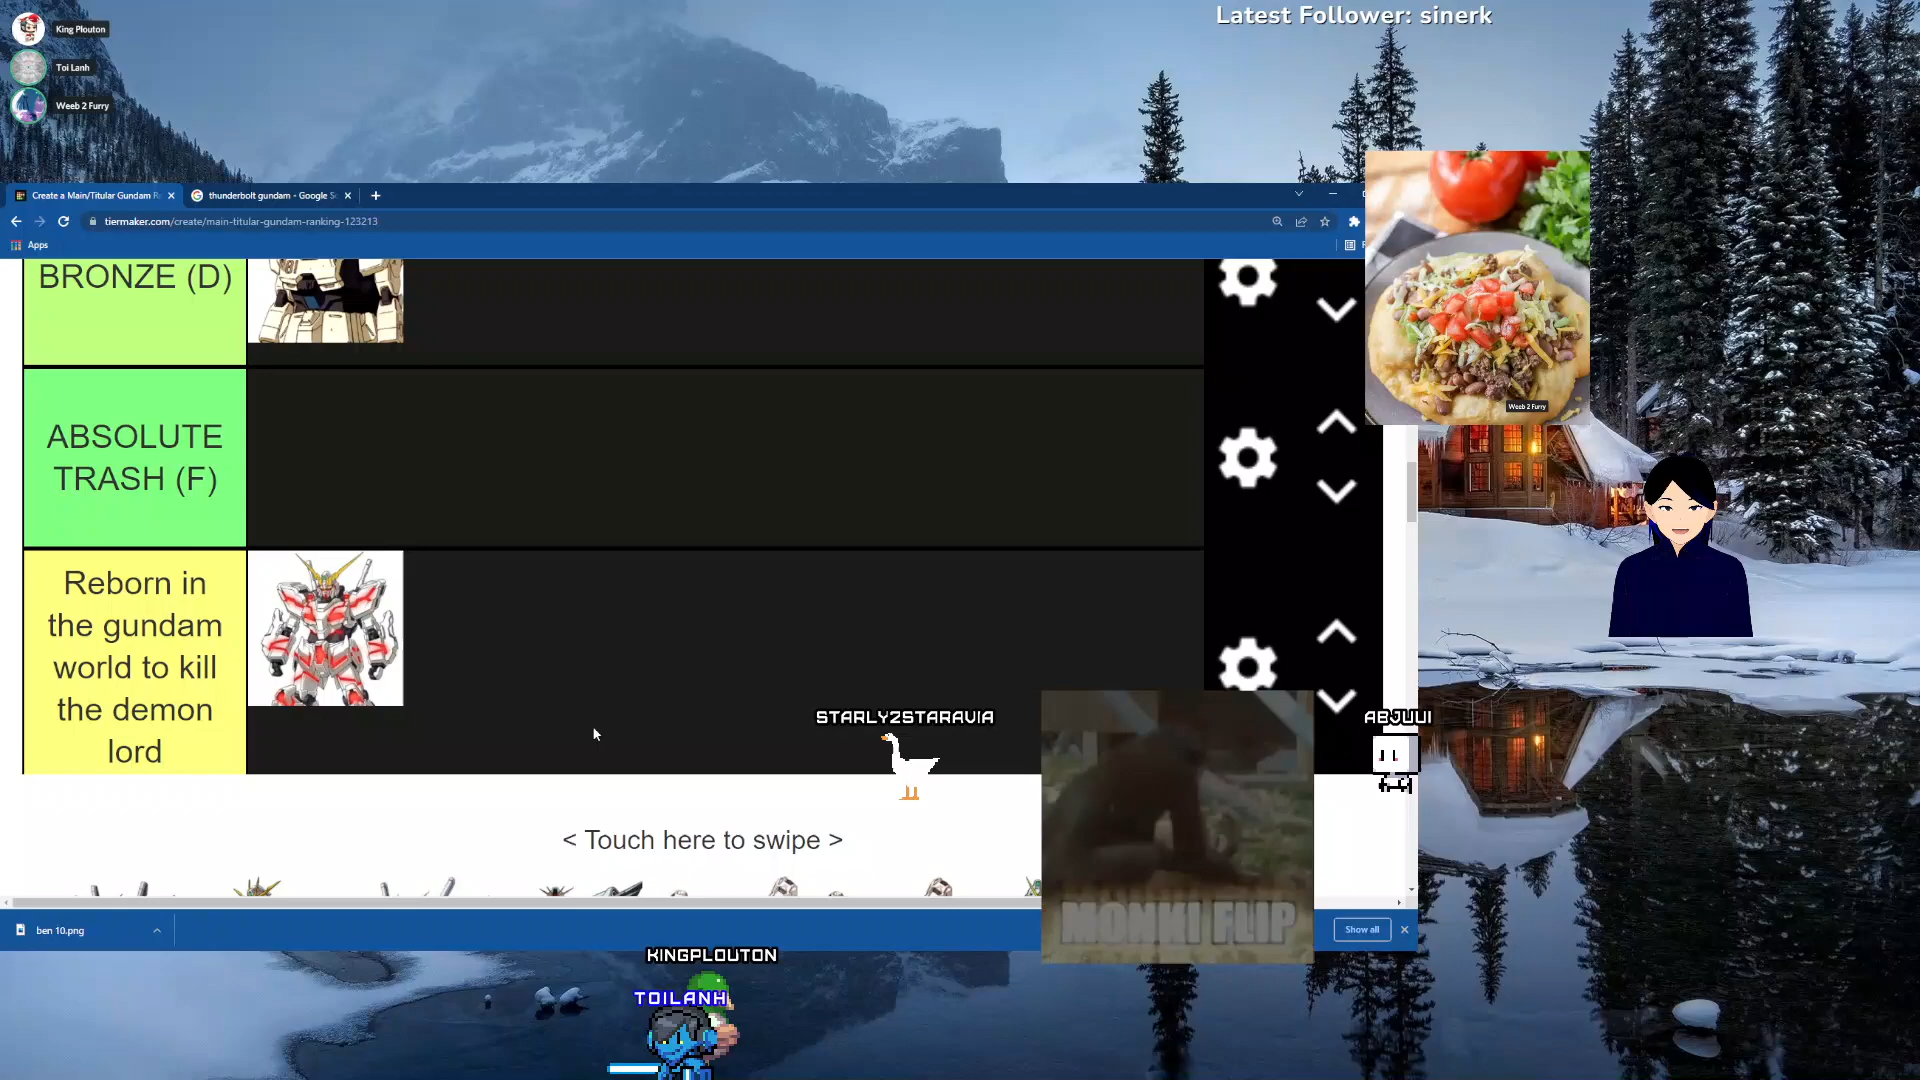 Latest Follower: sinerk
King Plouton
Toi Lanh
Weeb 2 Furry
Create a Main/Titular Gundam R
thunderbolt gundam - Google S
tiermaker.com/create/main-titular-gundam-ranking-123213
Apps
BRONZE (D)
Weeb 2 Furry
ABSOLUTE
TRASH (F)
Reborn in
the gundam
world to kill
the demon
lord
STARLY2STARAVIA
ABJUUI
< Touch here to swipe >
MONKI FLIP
ben 10.png
Show all
KINGPLOUTON
TOILANH